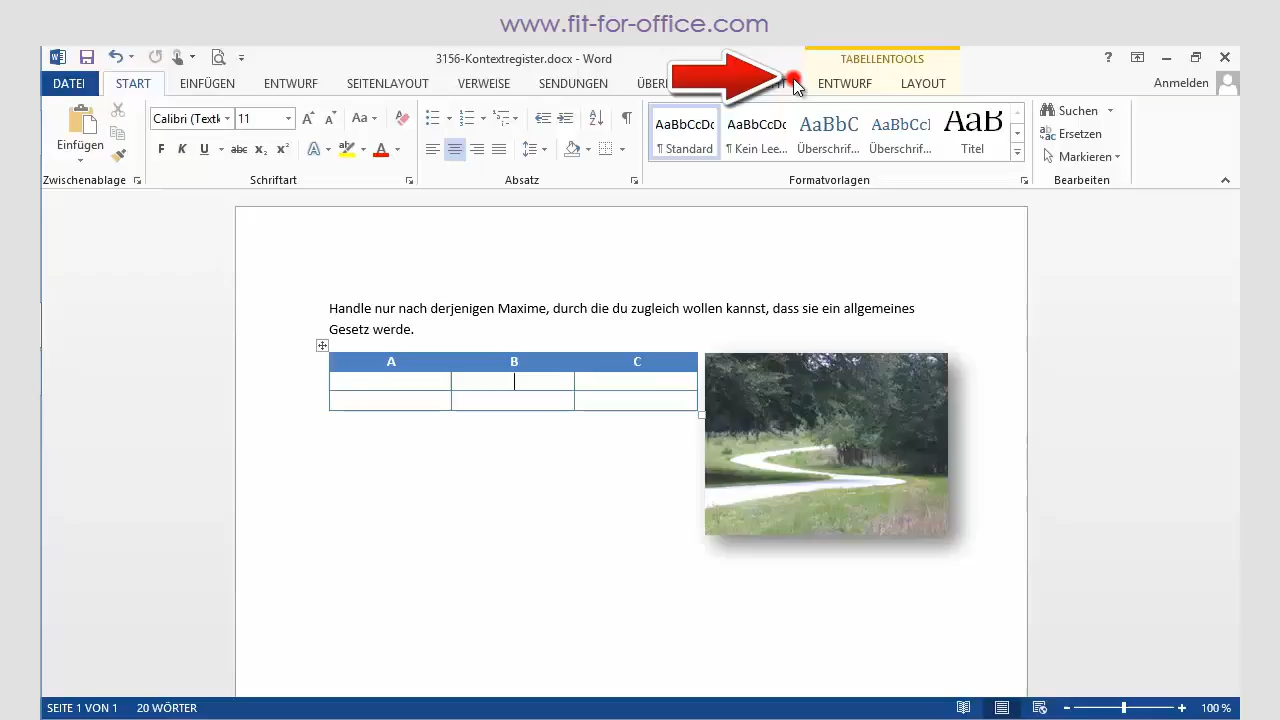 www.fit-for-office.com
3156-Kontextregister.docx - Word
TABELLENTOOLS
?
DATEI START EINFÜGEN ENTWURF SEITENLAYOUT VERWEISE SENDUNGEN ENTWURF LAYOUT Anmelden
Calibri (Textk 11 Aa
Einfügen
F K U abc x₂ x² A A
AaBbCcDc AaBbCcDc AaBbC AaBbCcI AaB
¶ Standard ¶ Kein Lee... Überschrif... Überschrif... Titel
Suchen
Ersetzen
Markieren
Zwischenablage Schriftart Absatz Formatvorlagen Bearbeiten
Handle nur nach derjenigen Maxime, durch die du zugleich wollen kannst, dass sie ein allgemeines
Gesetz werde.
A B C
SEITE 1 VON 1 20 WÖRTER 100 %